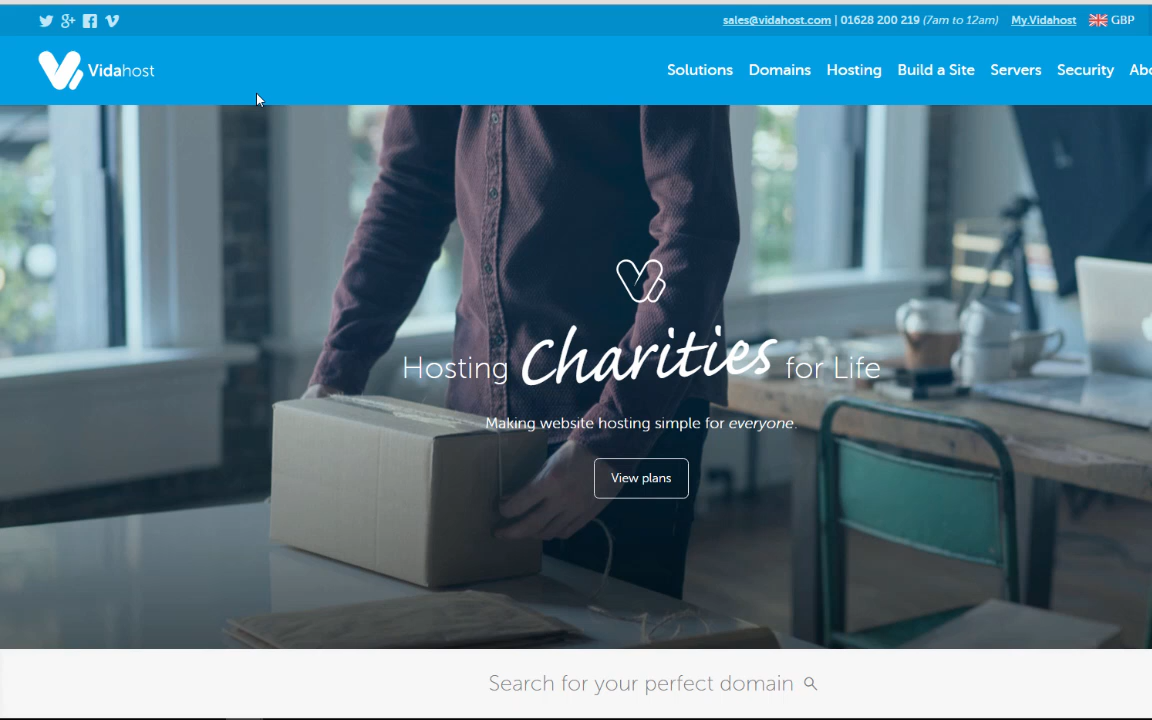 sales@vidahost.com | 01628 200 219 (7am to 12am) My.Vidahost GBP
Vidahost
Solutions Domains Hosting Build a Site Servers Security
Hosting Charities for Life
Making website hosting simple for everyone.
View plans
Search for your perfect domain